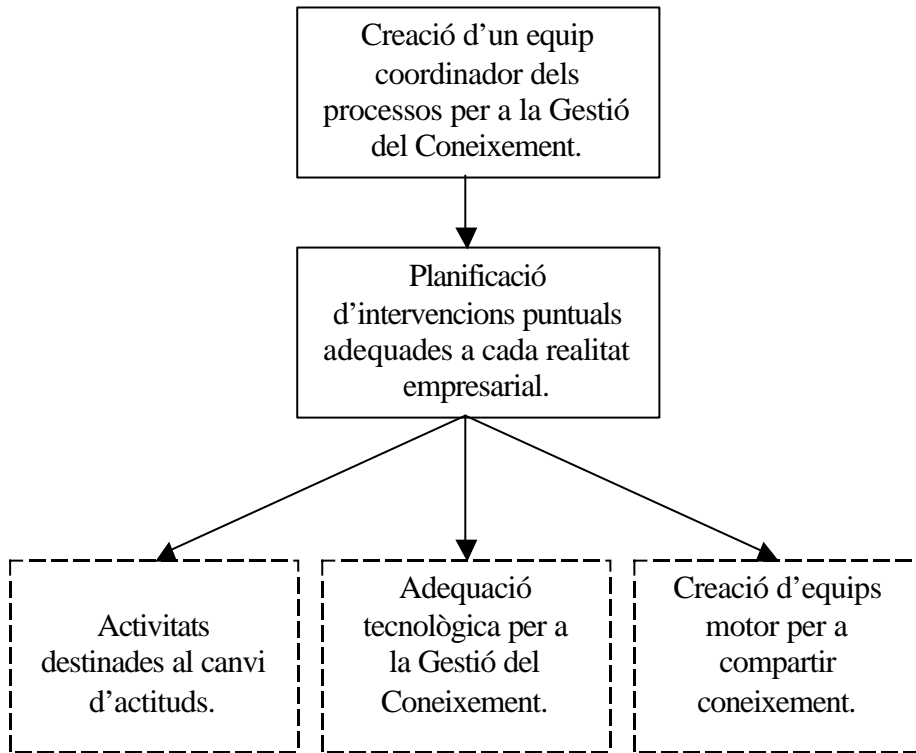 Creació d’un equip
coordinador dels
processos per a la Gestió
del Coneixement.
Planificació
d’intervencions puntuals
adequades a cada realitat
empresarial.
Activitats
destinades al canvi
d’actituds.
Adequació
tecnològica per a
la Gestió del
Coneixement.
Creació d’equips
motor per a
compartir
coneixement.